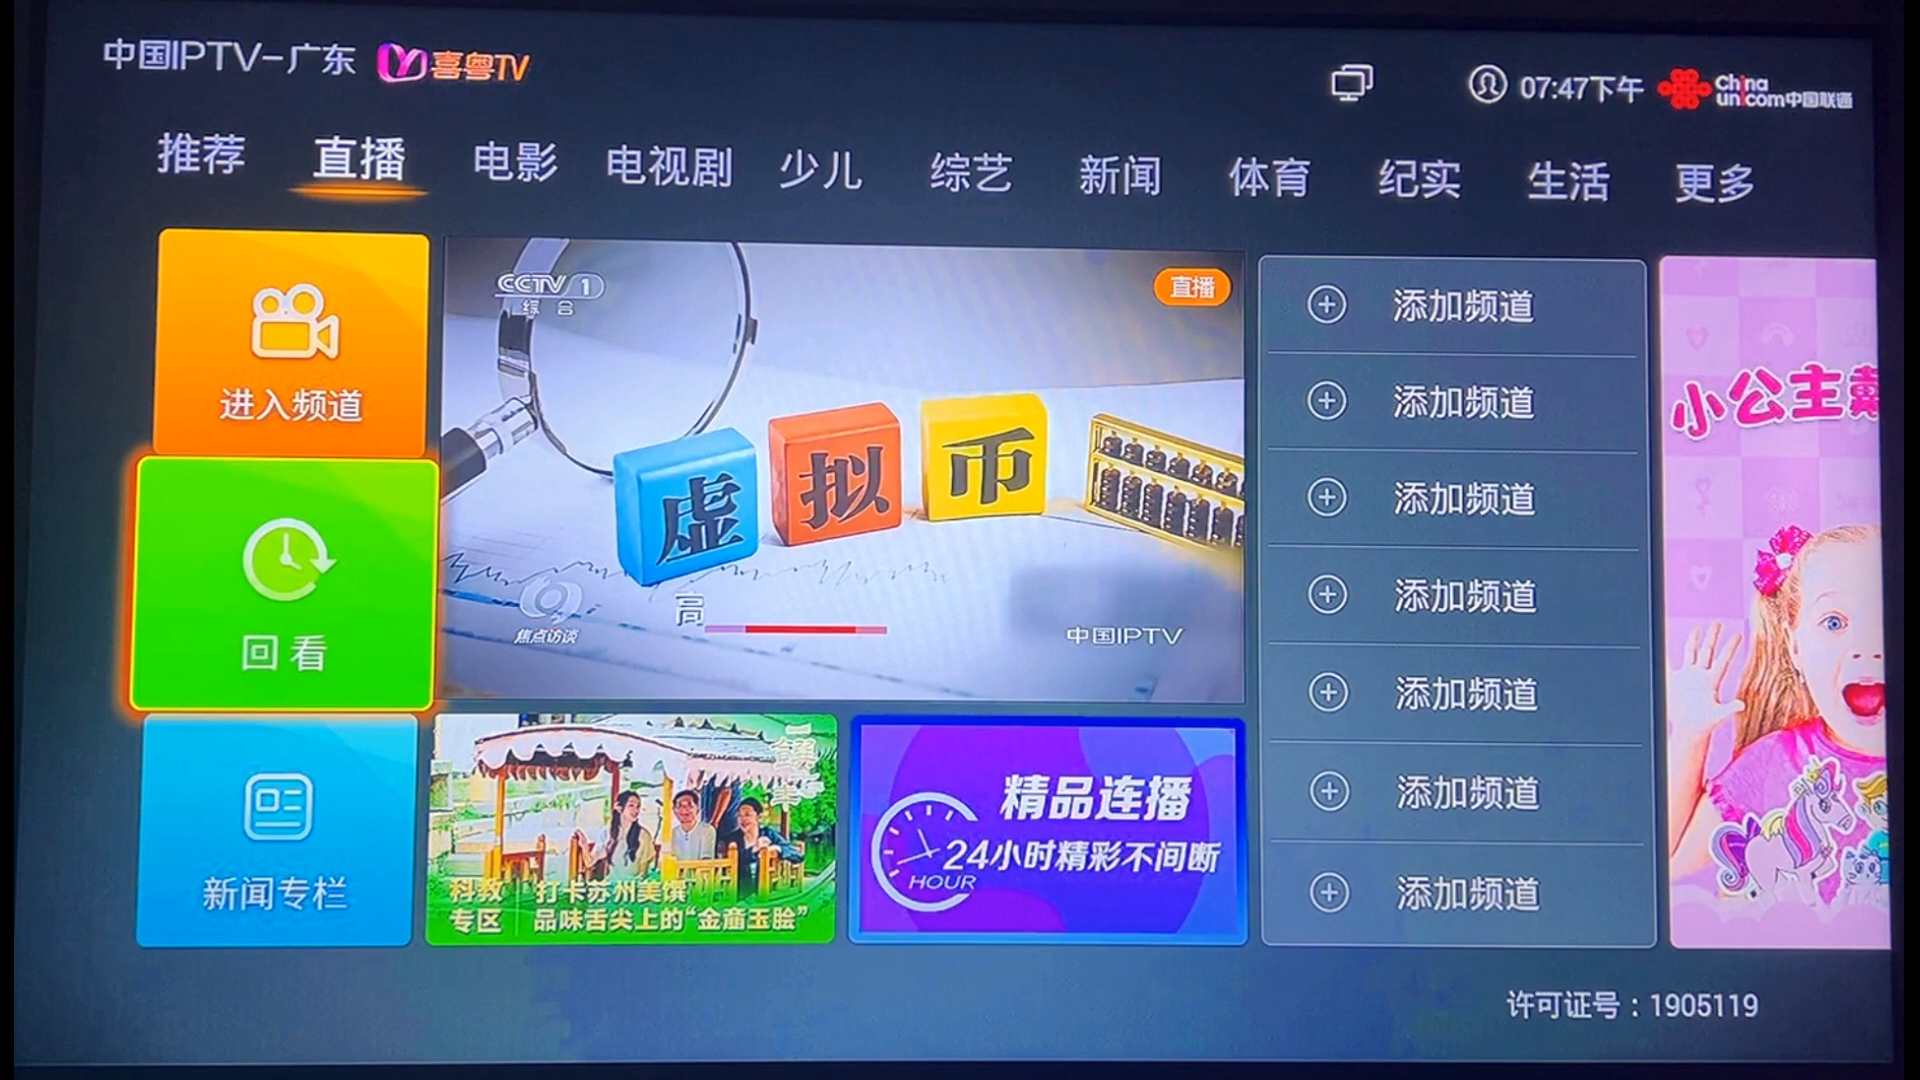 中国IPTV-广东
喜粤TV
07:47下午
China
unicom中国联通
推荐 直播 电影 电视剧 少儿 综艺 新闻 体育 纪实 生活 更多
进入频道
回看
新闻专栏
CCTV 1
综合
直播
虚拟币
焦点访谈
高
中国IPTV
科教专区
打卡苏州美馔
品味舌尖上的“金齑玉脍”
精品连播
24小时精彩不间断
HOUR
添加频道
添加频道
添加频道
添加频道
添加频道
添加频道
添加频道
小公主
许可证号：1905119